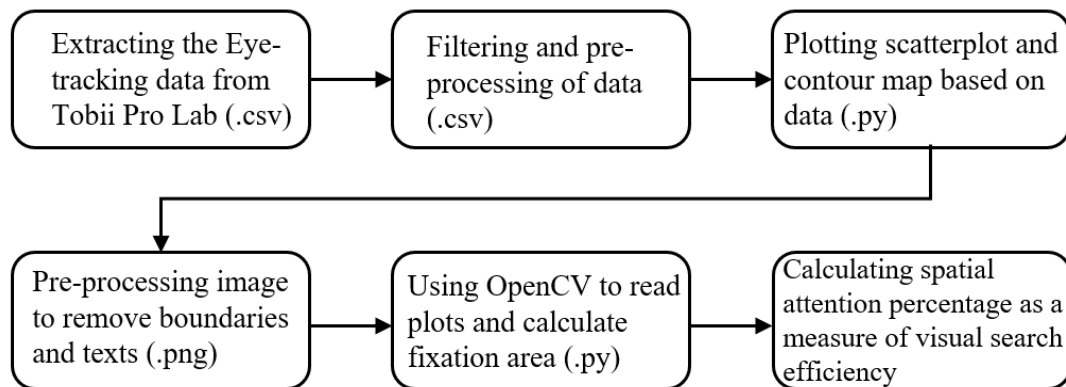 Extracting the Eye-
tracking data from
Tobii Pro Lab (.csv)
Filtering and pre-
processing of data
(.csv)
Plotting scatterplot and
contour map based on
data (.py)
Pre-processing image
to remove boundaries
and texts (.png)
Using OpenCV to read
plots and calculate
fixation area (.py)
Calculating spatial
attention percentage as a
measure of visual search
efficiency